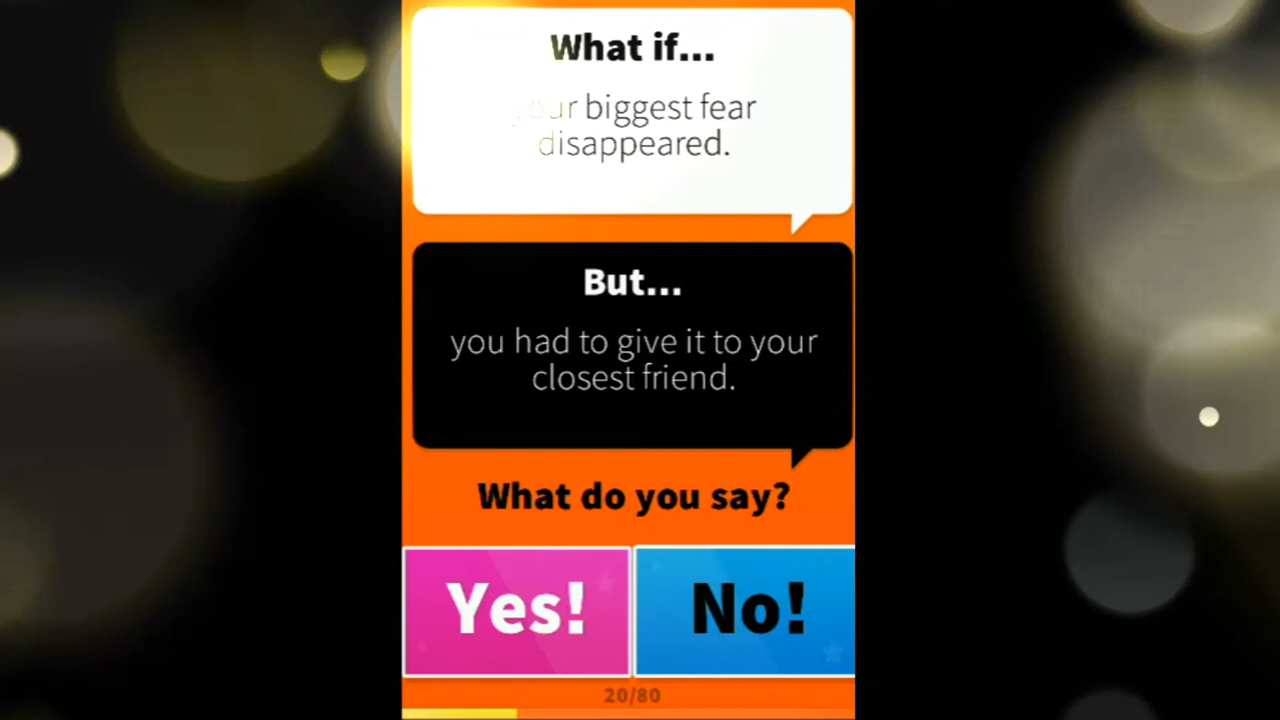 What if...
your biggest fear
disappeared.
But...
you had to give it to your
closest friend.
What do you say?
Yes!
No!
20/80